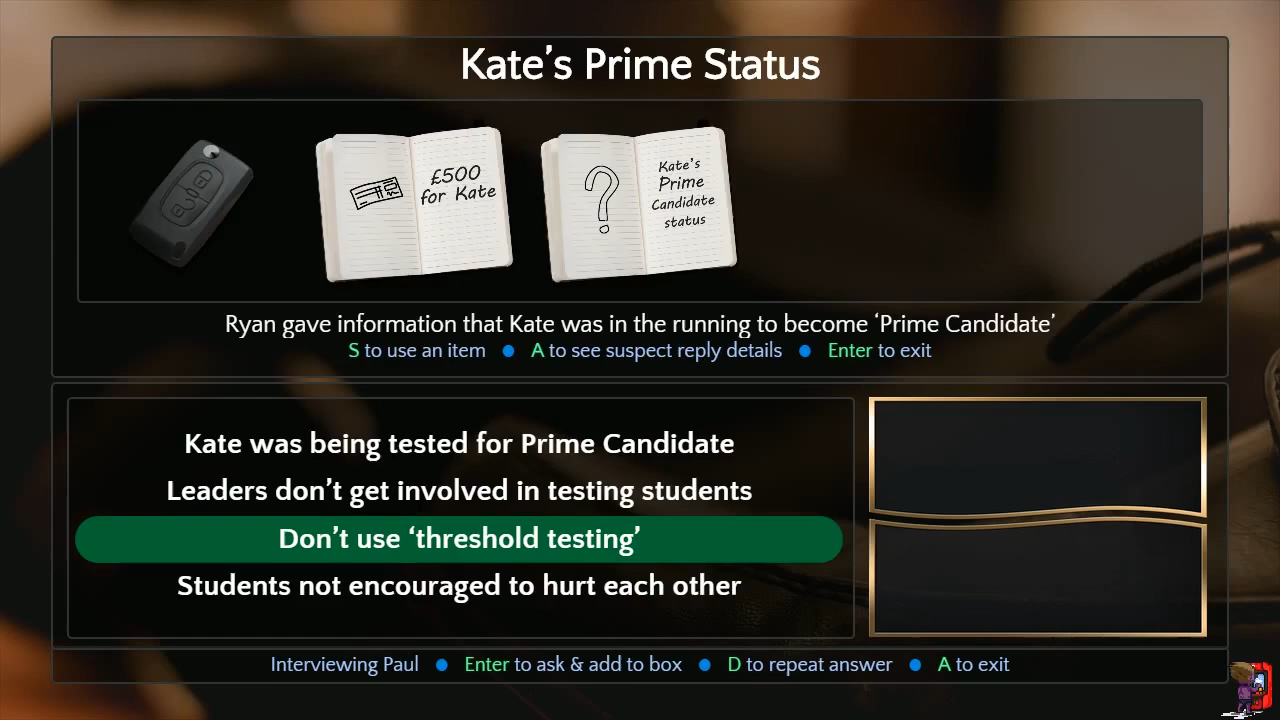 Kate’s Prime Status
£500
for Kate
Kate's
Prime
Candidate
status
Ryan gave information that Kate was in the running to become ‘Prime Candidate’
S to use an item ● A to see suspect reply details ● Enter to exit
Kate was being tested for Prime Candidate
Leaders don’t get involved in testing students
Don’t use ‘threshold testing’
Students not encouraged to hurt each other
Interviewing Paul ● Enter to ask & add to box ● D to repeat answer ● A to exit